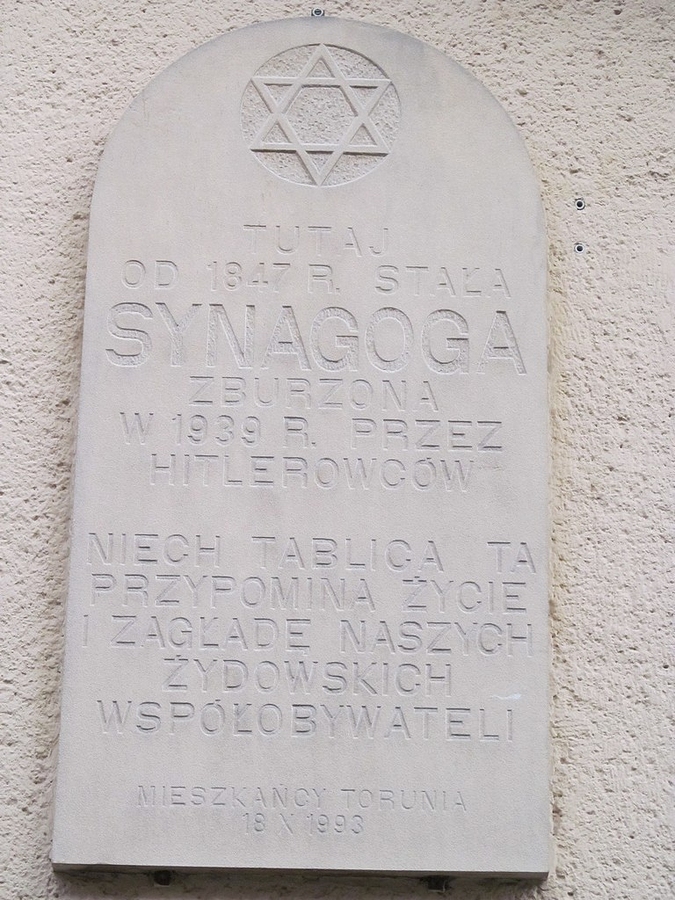 TUTAJ
OD 1847 R. STAŁA
SYNAGOGA
ZBURZONA
W 1939 R. PRZEZ
HITLEROWCÓW
NIECH TABLICA TA
PRZYPOMINA ŻYCIE
I ZAGŁADĘ NASZYCH
ŻYDOWSKICH
WSPÓŁOBYWATELI
MIESZKAŃCY TORUNIA
18 X 1993